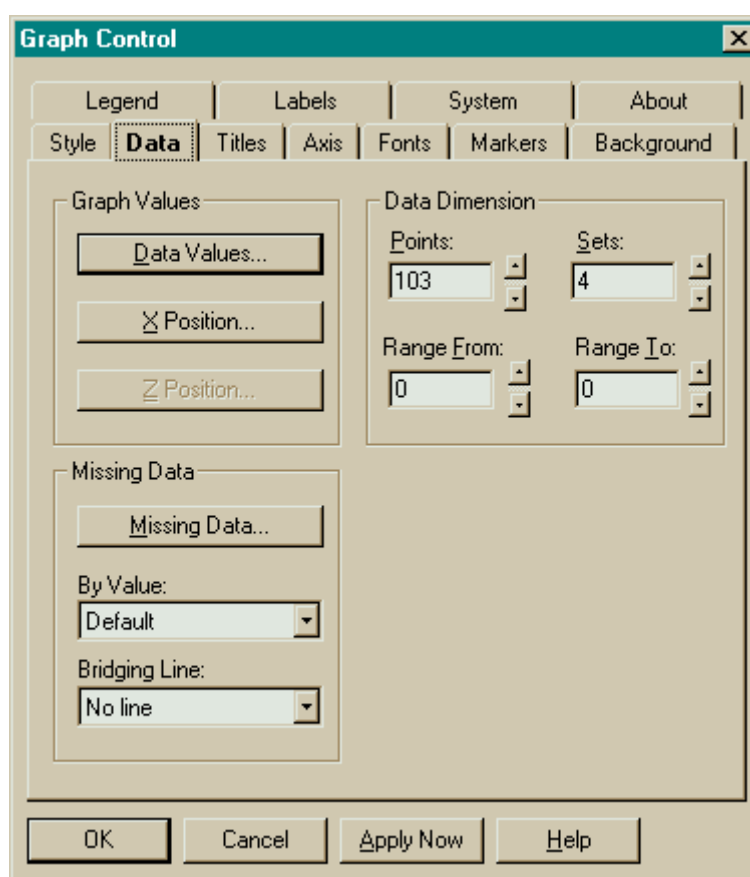 Graph Control
Legend Labels System About
Style Data Titles Axis Fonts Markers Background
Graph Values
Data Values...
X Position...
Z Position...
Data Dimension
Points: Sets:
103 4
Range From: Range To:
0 0
Missing Data
Missing Data...
By Value:
Default
Bridging Line:
No line
OK Cancel Apply Now Help